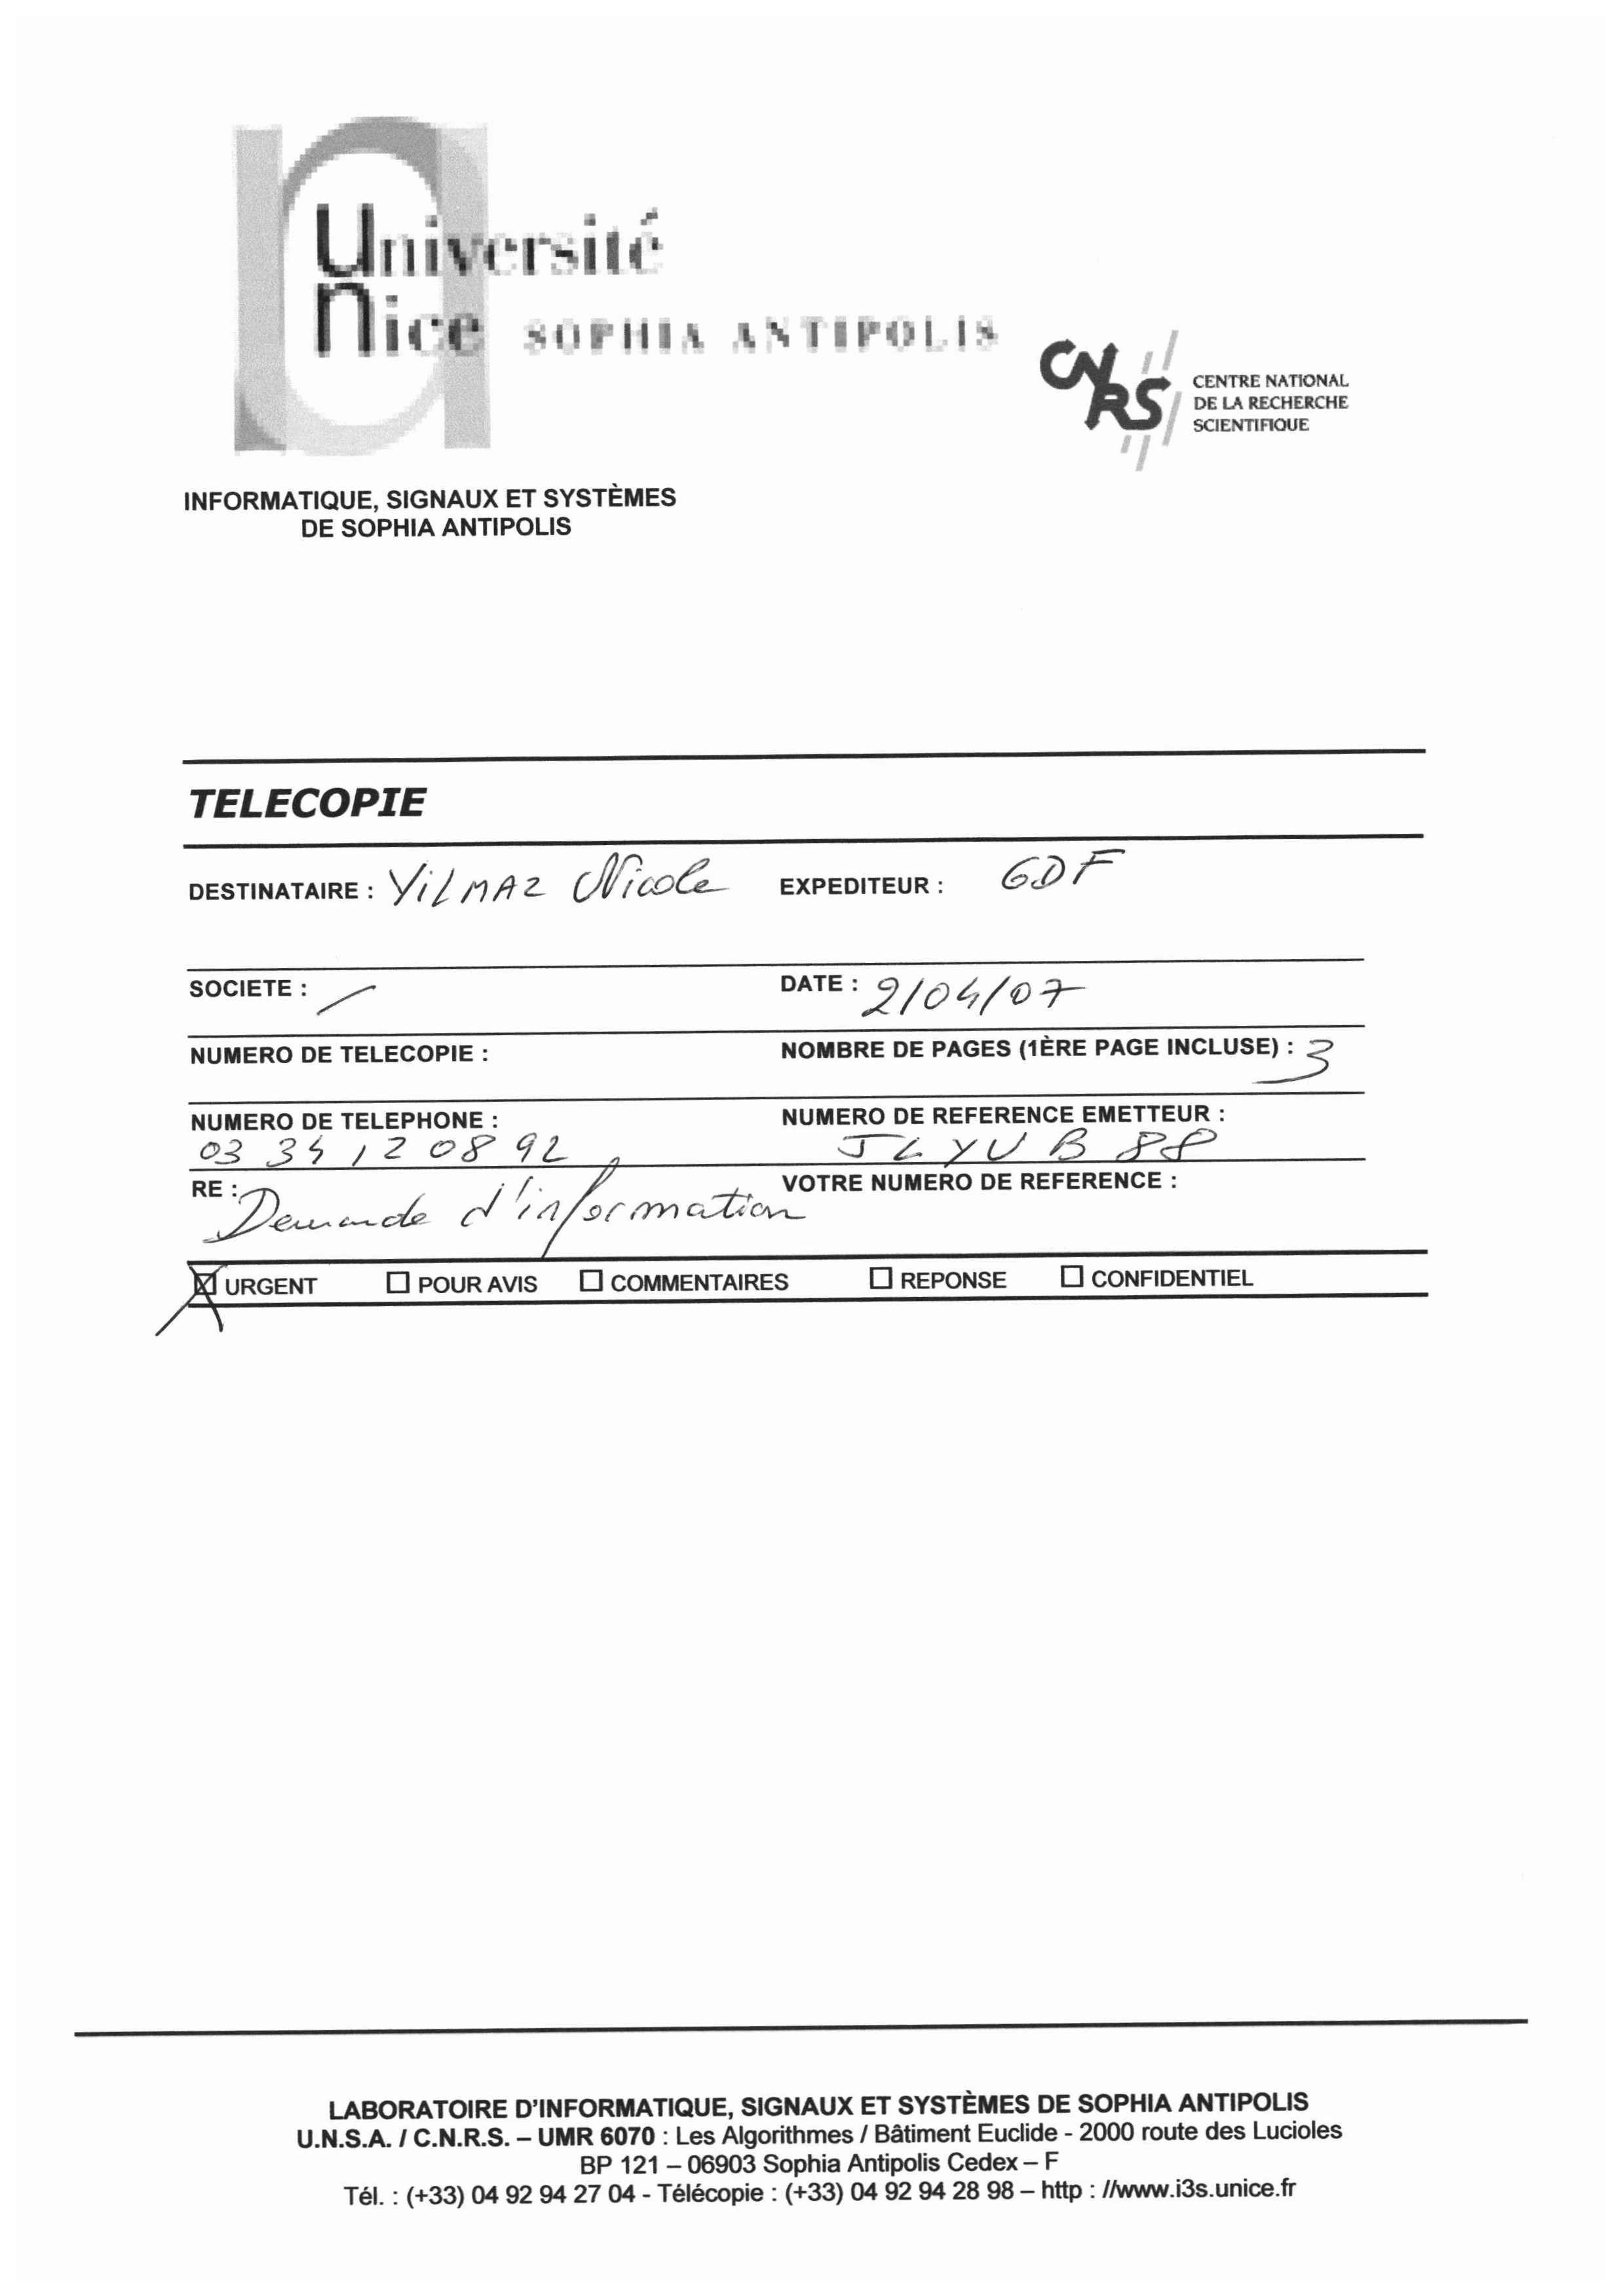 Université
Nice SOPHIA ANTIPOLIS
CNRS
CENTRE NATIONAL
DE LA RECHERCHE
SCIENTIFIQUE
INFORMATIQUE, SIGNAUX ET SYSTÈMES
DE SOPHIA ANTIPOLIS
TELECOPIE
DESTINATAIRE : YILMAZ Nicole EXPEDITEUR : GDF
SOCIETE : / DATE : 2/04/07
NUMERO DE TELECOPIE : NOMBRE DE PAGES (1ÈRE PAGE INCLUSE) : 3
NUMERO DE TELEPHONE : NUMERO DE REFERENCE EMETTEUR :
03 34 12 08 92 JLYUB88
RE : Demande d'information VOTRE NUMERO DE REFERENCE :
☒ URGENT ☐ POUR AVIS ☐ COMMENTAIRES ☐ REPONSE ☐ CONFIDENTIEL
LABORATOIRE D'INFORMATIQUE, SIGNAUX ET SYSTÈMES DE SOPHIA ANTIPOLIS
U.N.S.A. / C.N.R.S. – UMR 6070 : Les Algorithmes / Bâtiment Euclide - 2000 route des Lucioles
BP 121 – 06903 Sophia Antipolis Cedex – F
Tél. : (+33) 04 92 94 27 04 - Télécopie : (+33) 04 92 94 28 98 – http : //www.i3s.unice.fr